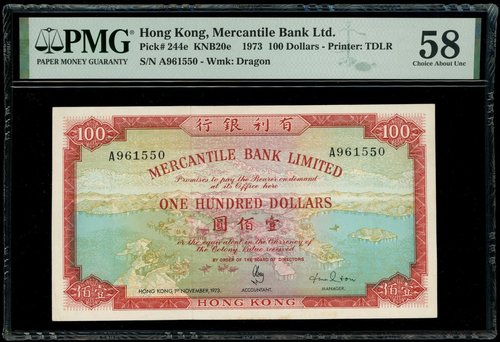 PMG
PAPER MONEY GUARANTY
Hong Kong, Mercantile Bank Ltd.
Pick# 244e KNB20e 1973 100 Dollars - Printer: TDLR
S/N A961550 - Wmk: Dragon
58
Choice About Unc
100 行銀利有 100
A961550 A961550
MERCANTILE BANK LIMITED
Promises to pay the Bearer on demand
at its Office here
ONE HUNDRED DOLLARS
圓佰壹
or the equivalent in the Currency of
the Colony Value received
BY ORDER OF THE BOARD OF DIRECTORS
HONG KONG 1ST NOVEMBER, 1973.
ACCOUNTANT.
MANAGER.
佰壹 HONG KONG 佰壹